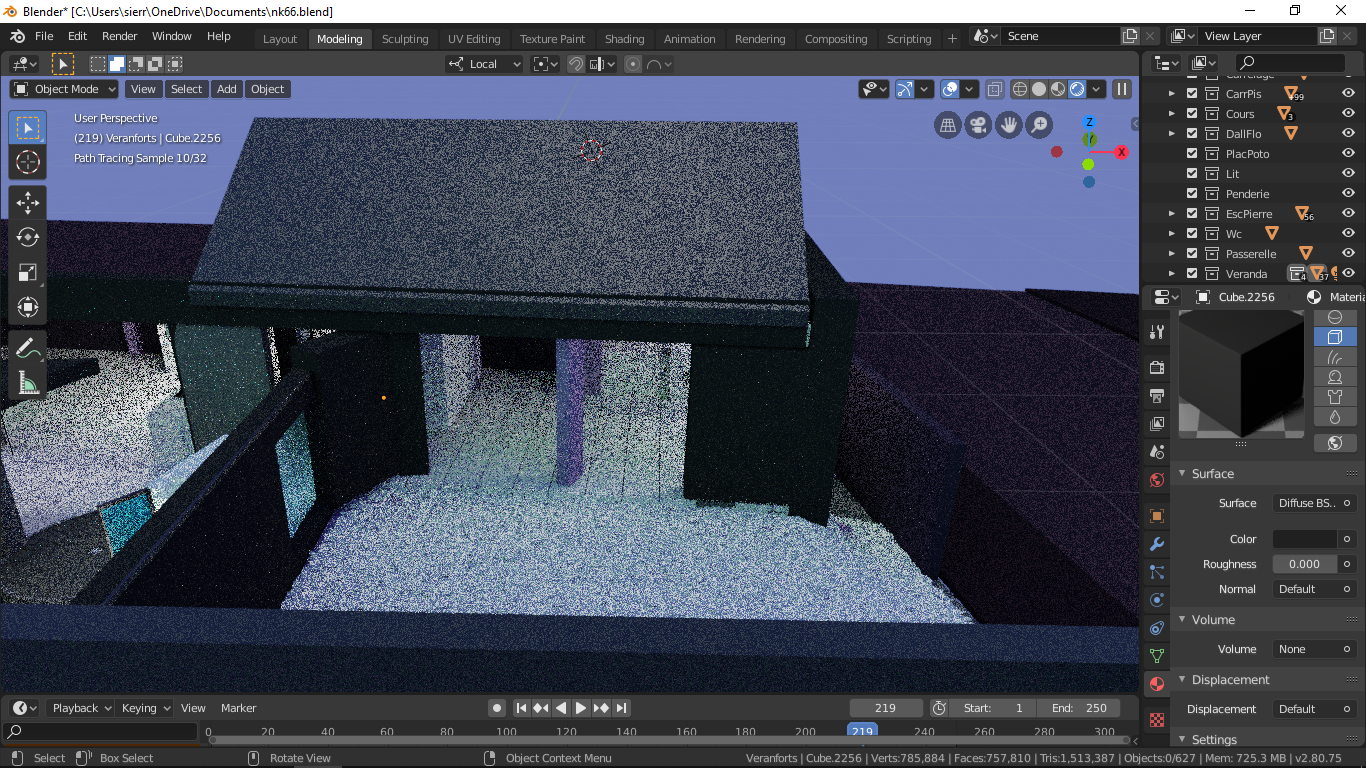 Blender* [C:\Users\sierr\OneDrive\Documents\nk66.blend]
File Edit Render Window Help Layout Modeling Sculpting UV Editing Texture Paint Shading Animation Rendering Compositing Scripting + Scene View Layer
Local
Object Mode View Select Add Object
User Perspective
(219) Veranforts | Cube.2256
Path Tracing Sample 10/32
Z
Y
X
CarrPis 499
Cours 3
DallFlo
PlacPoto
Lit
Penderie
EscPierre 56
Wc
Passerelle
Veranda 4 37
Cube.2256 Materia
Surface
Surface Diffuse BS..
Color
Roughness 0.000
Normal Default
Volume
Volume None
Displacement
Displacement Default
Settings
Playback Keying View Marker 219 Start: 1 End: 250
0 20 40 60 80 100 120 140 160 180 200 219 240 260 280 300
Select Box Select Rotate View Object Context Menu Veranforts | Cube.2256 | Verts:785,884 | Faces:757,810 | Tris:1,513,387 | Objects:0/627 | Mem: 725.3 MB | v2.80.75